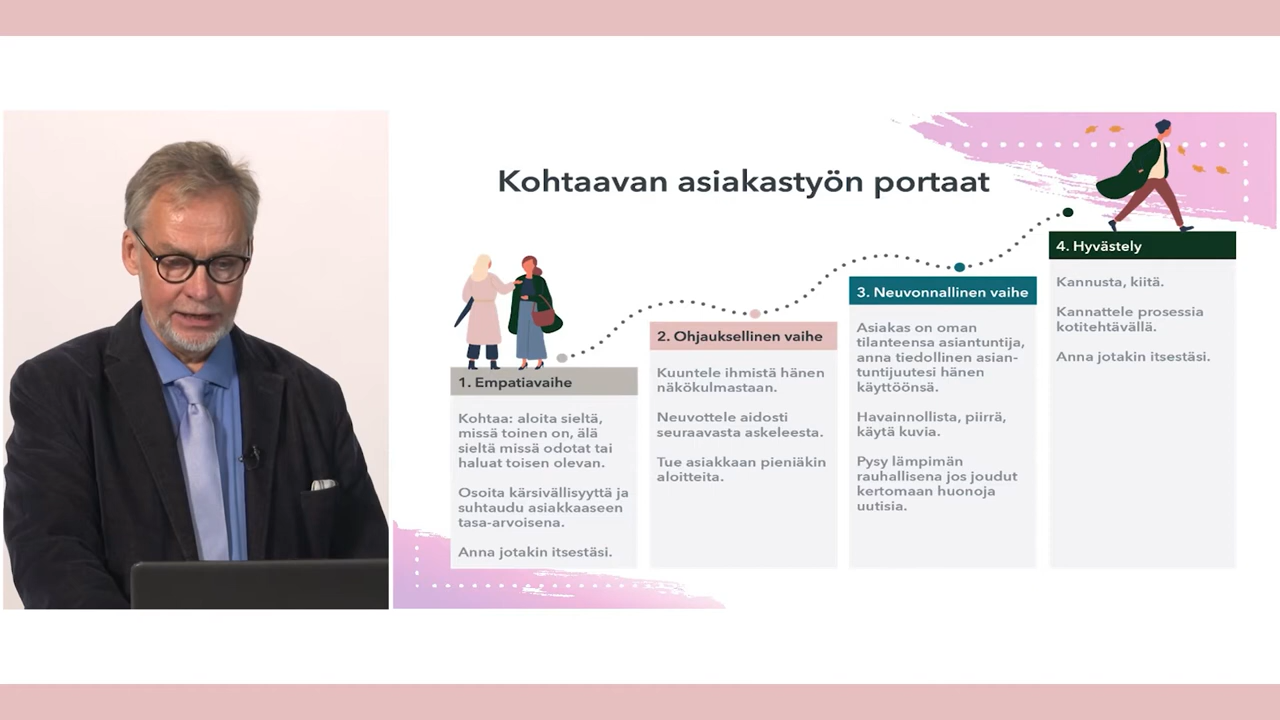 Kohtaavan asiakastyön portaat
1. Empatiavaihe
Kohtaa: aloita sieltä,
missä toinen on, älä
sieltä missä odotat tai
haluat toisen olevan.
Osoita kärsivällisyyttä ja
suhtaudu asiakkaaseen
tasa-arvoisena.
Anna jotakin itsestäsi.
2. Ohjauksellinen vaihe
Kuuntele ihmistä hänen
näkökulmastaan.
Neuvottele aidosti
seuraavasta askeleesta.
Tue asiakkaan pieniäkin
aloitteita.
3. Neuvonnallinen vaihe
Asiakas on oman
tilanteensa asiantuntija,
anna tiedollinen asian-
tuntijuutesi hänen
käyttöönsä.
Havainnollista, piirrä,
käytä kuvia.
Pysy lämpimän
rauhallisena jos joudut
kertomaan huonoja
uutisia.
4. Hyvästely
Kannusta, kiitä.
Kannattele prosessia
kotitehtävällä.
Anna jotakin itsestäsi.